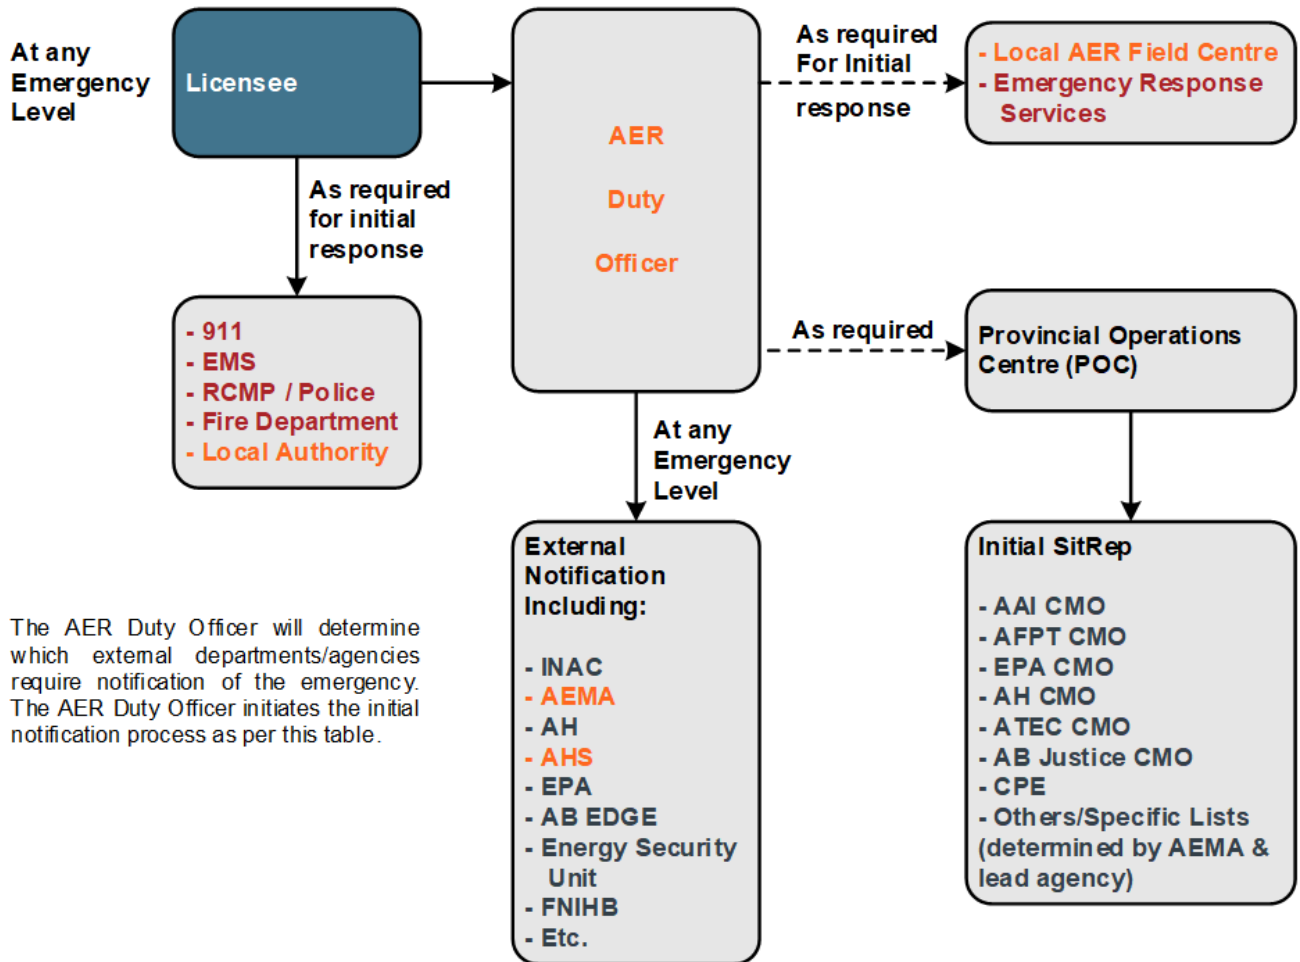 At any
Emergency
Level
Licensee
As required
for initial
response
- 911
- EMS
- RCMP / Police
- Fire Department
- Local Authority
AER
Duty
Officer
As required
For Initial
response
- Local AER Field Centre
- Emergency Response
Services
As required
Provincial Operations
Centre (POC)
At any
Emergency
Level
External
Notification
Including:
- INAC
- AEMA
- AH
- AHS
- EPA
- AB EDGE
- Energy Security
Unit
- FNIHB
- Etc.
Initial SitRep
- AAI CMO
- AFPT CMO
- EPA CMO
- AH CMO
- ATEC CMO
- AB Justice CMO
- CPE
- Others/Specific Lists
(determined by AEMA &
lead agency)
The AER Duty Officer will determine
which external departments/agencies
require notification of the emergency.
The AER Duty Officer initiates the initial
notification process as per this table.